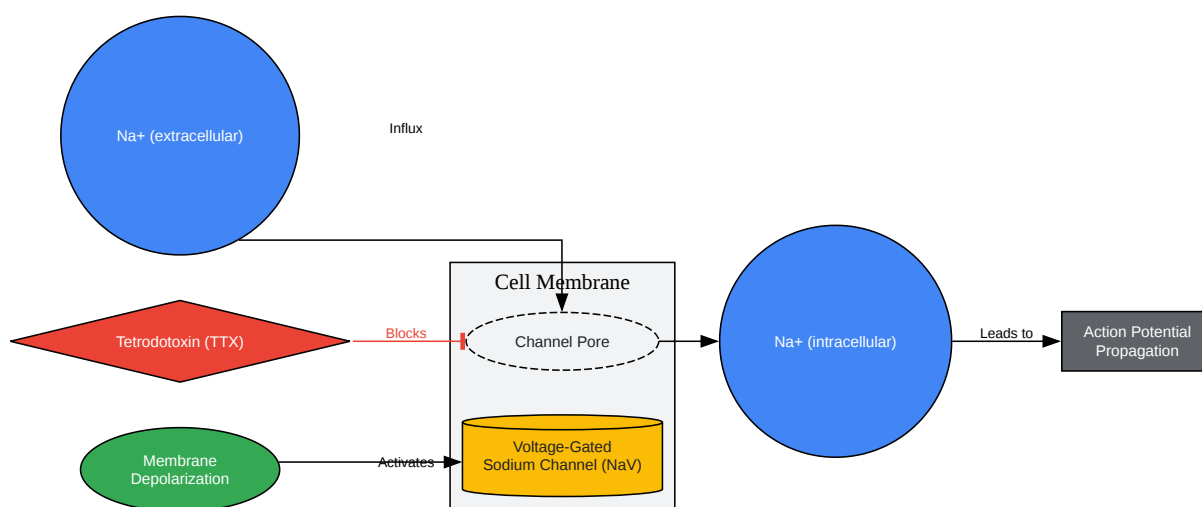 Na+ (extracellular)
Influx
Cell Membrane
Tetrodotoxin (TTX)
Blocks
Channel Pore
Na+ (intracellular)
Leads to
Action Potential
Propagation
Membrane
Depolarization
Activates
Voltage-Gated
Sodium Channel (NaV)